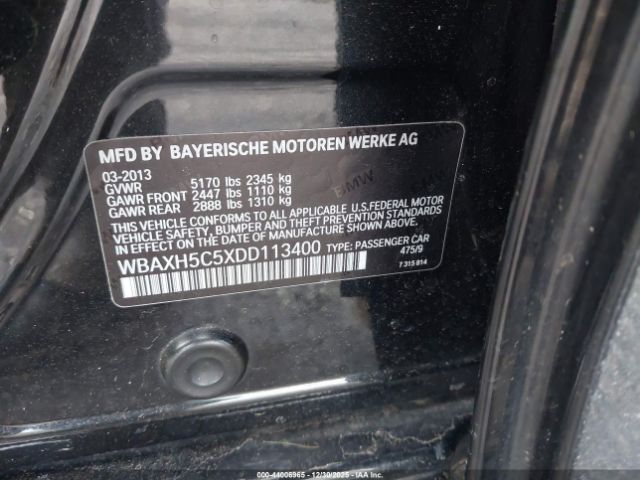 MFD BY BAYERISCHE MOTOREN WERKE AG
03-2013
GVWR 5170 lbs 2345 kg
GAWR FRONT 2447 lbs 1110 kg
GAWR REAR 2888 lbs 1310 kg
THIS VEHICLE CONFORMS TO ALL APPLICABLE U.S.FEDERAL MOTOR
VEHICLE SAFETY, BUMPER AND THEFT PREVENTION STANDARDS
IN EFFECT ON THE DATE OF MANUFACTURE SHOWN ABOVE.
WBAXH5C5XDD113400 TYPE: PASSENGER CAR
475/9
7 315 814
BMW
000-44006965 - 12/30/2025 - IAAI.COM